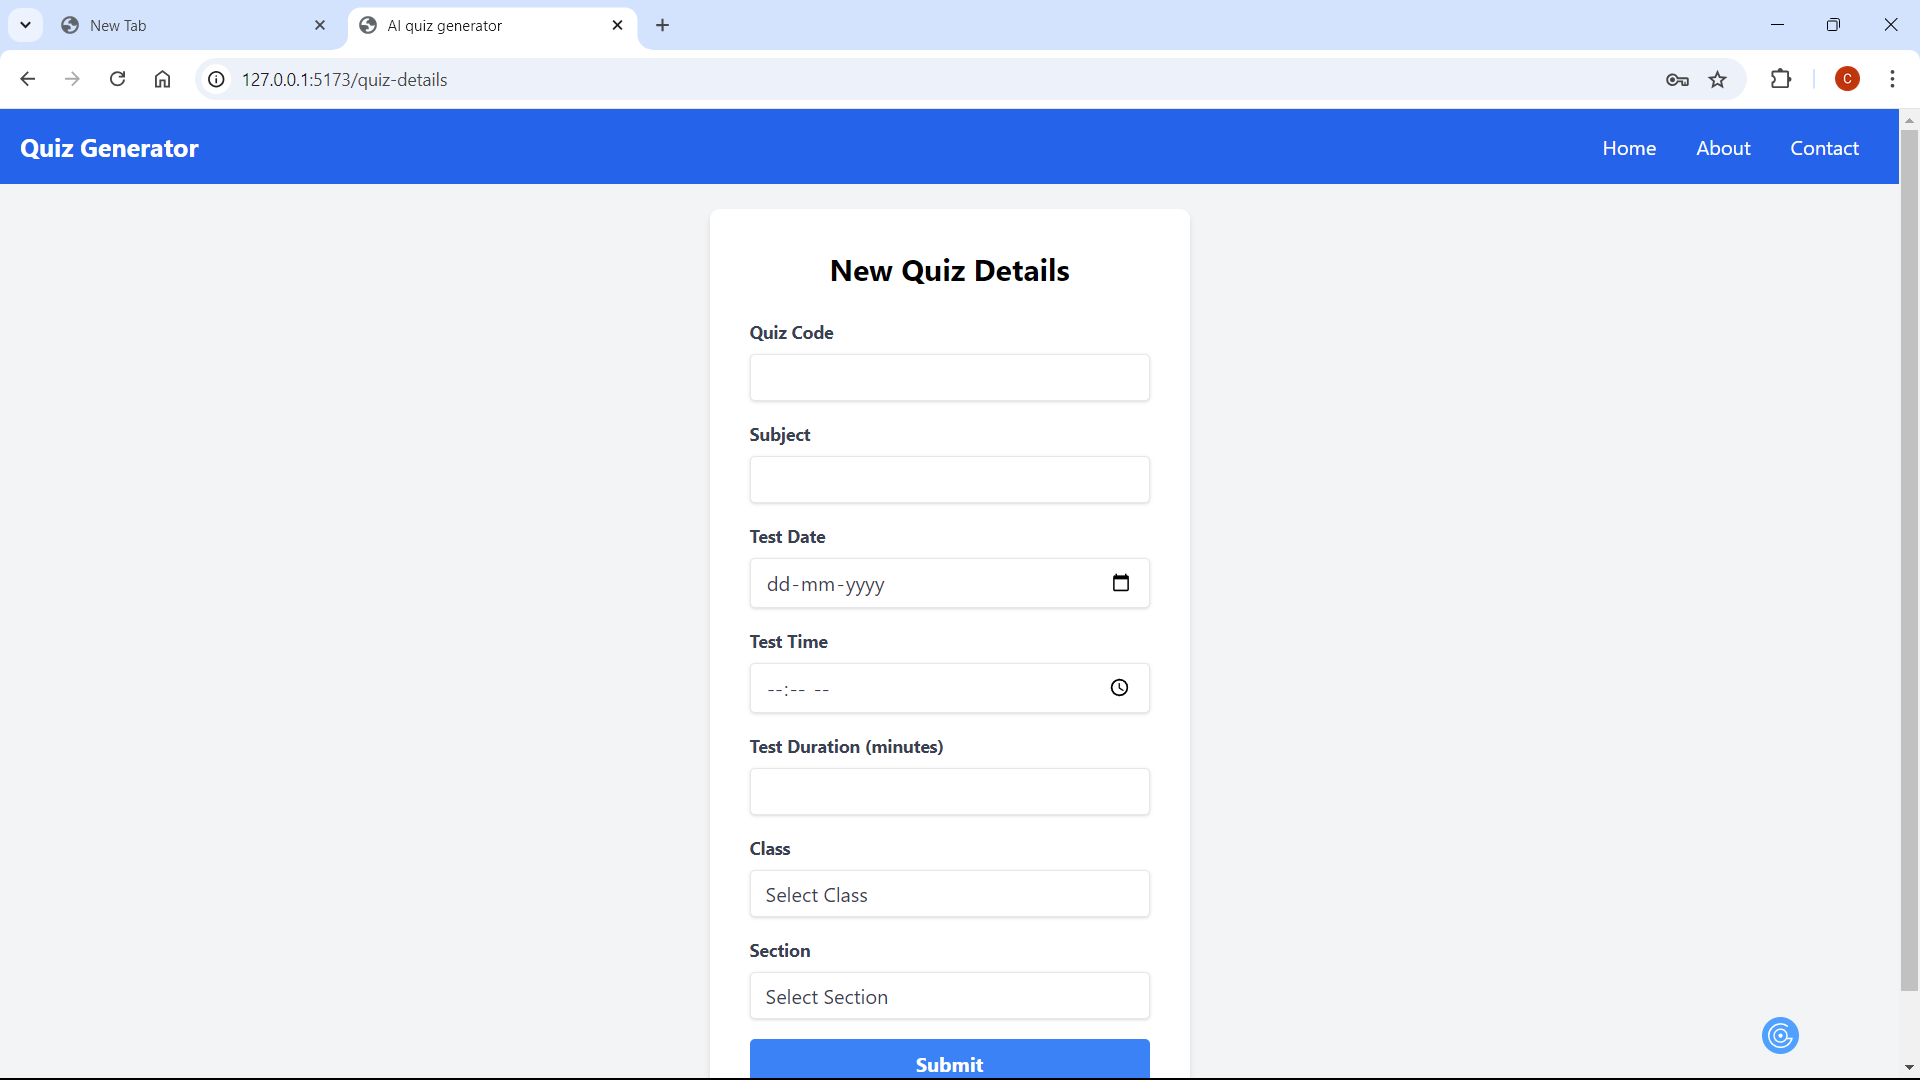 New Tab
AI quiz generator
127.0.0.1:5173/quiz-details
C
Quiz Generator
Home About Contact
New Quiz Details
Quiz Code
Subject
Test Date
dd-mm-yyyy
Test Time
--:-- --
Test Duration (minutes)
Class
Select Class
Section
Select Section
Submit